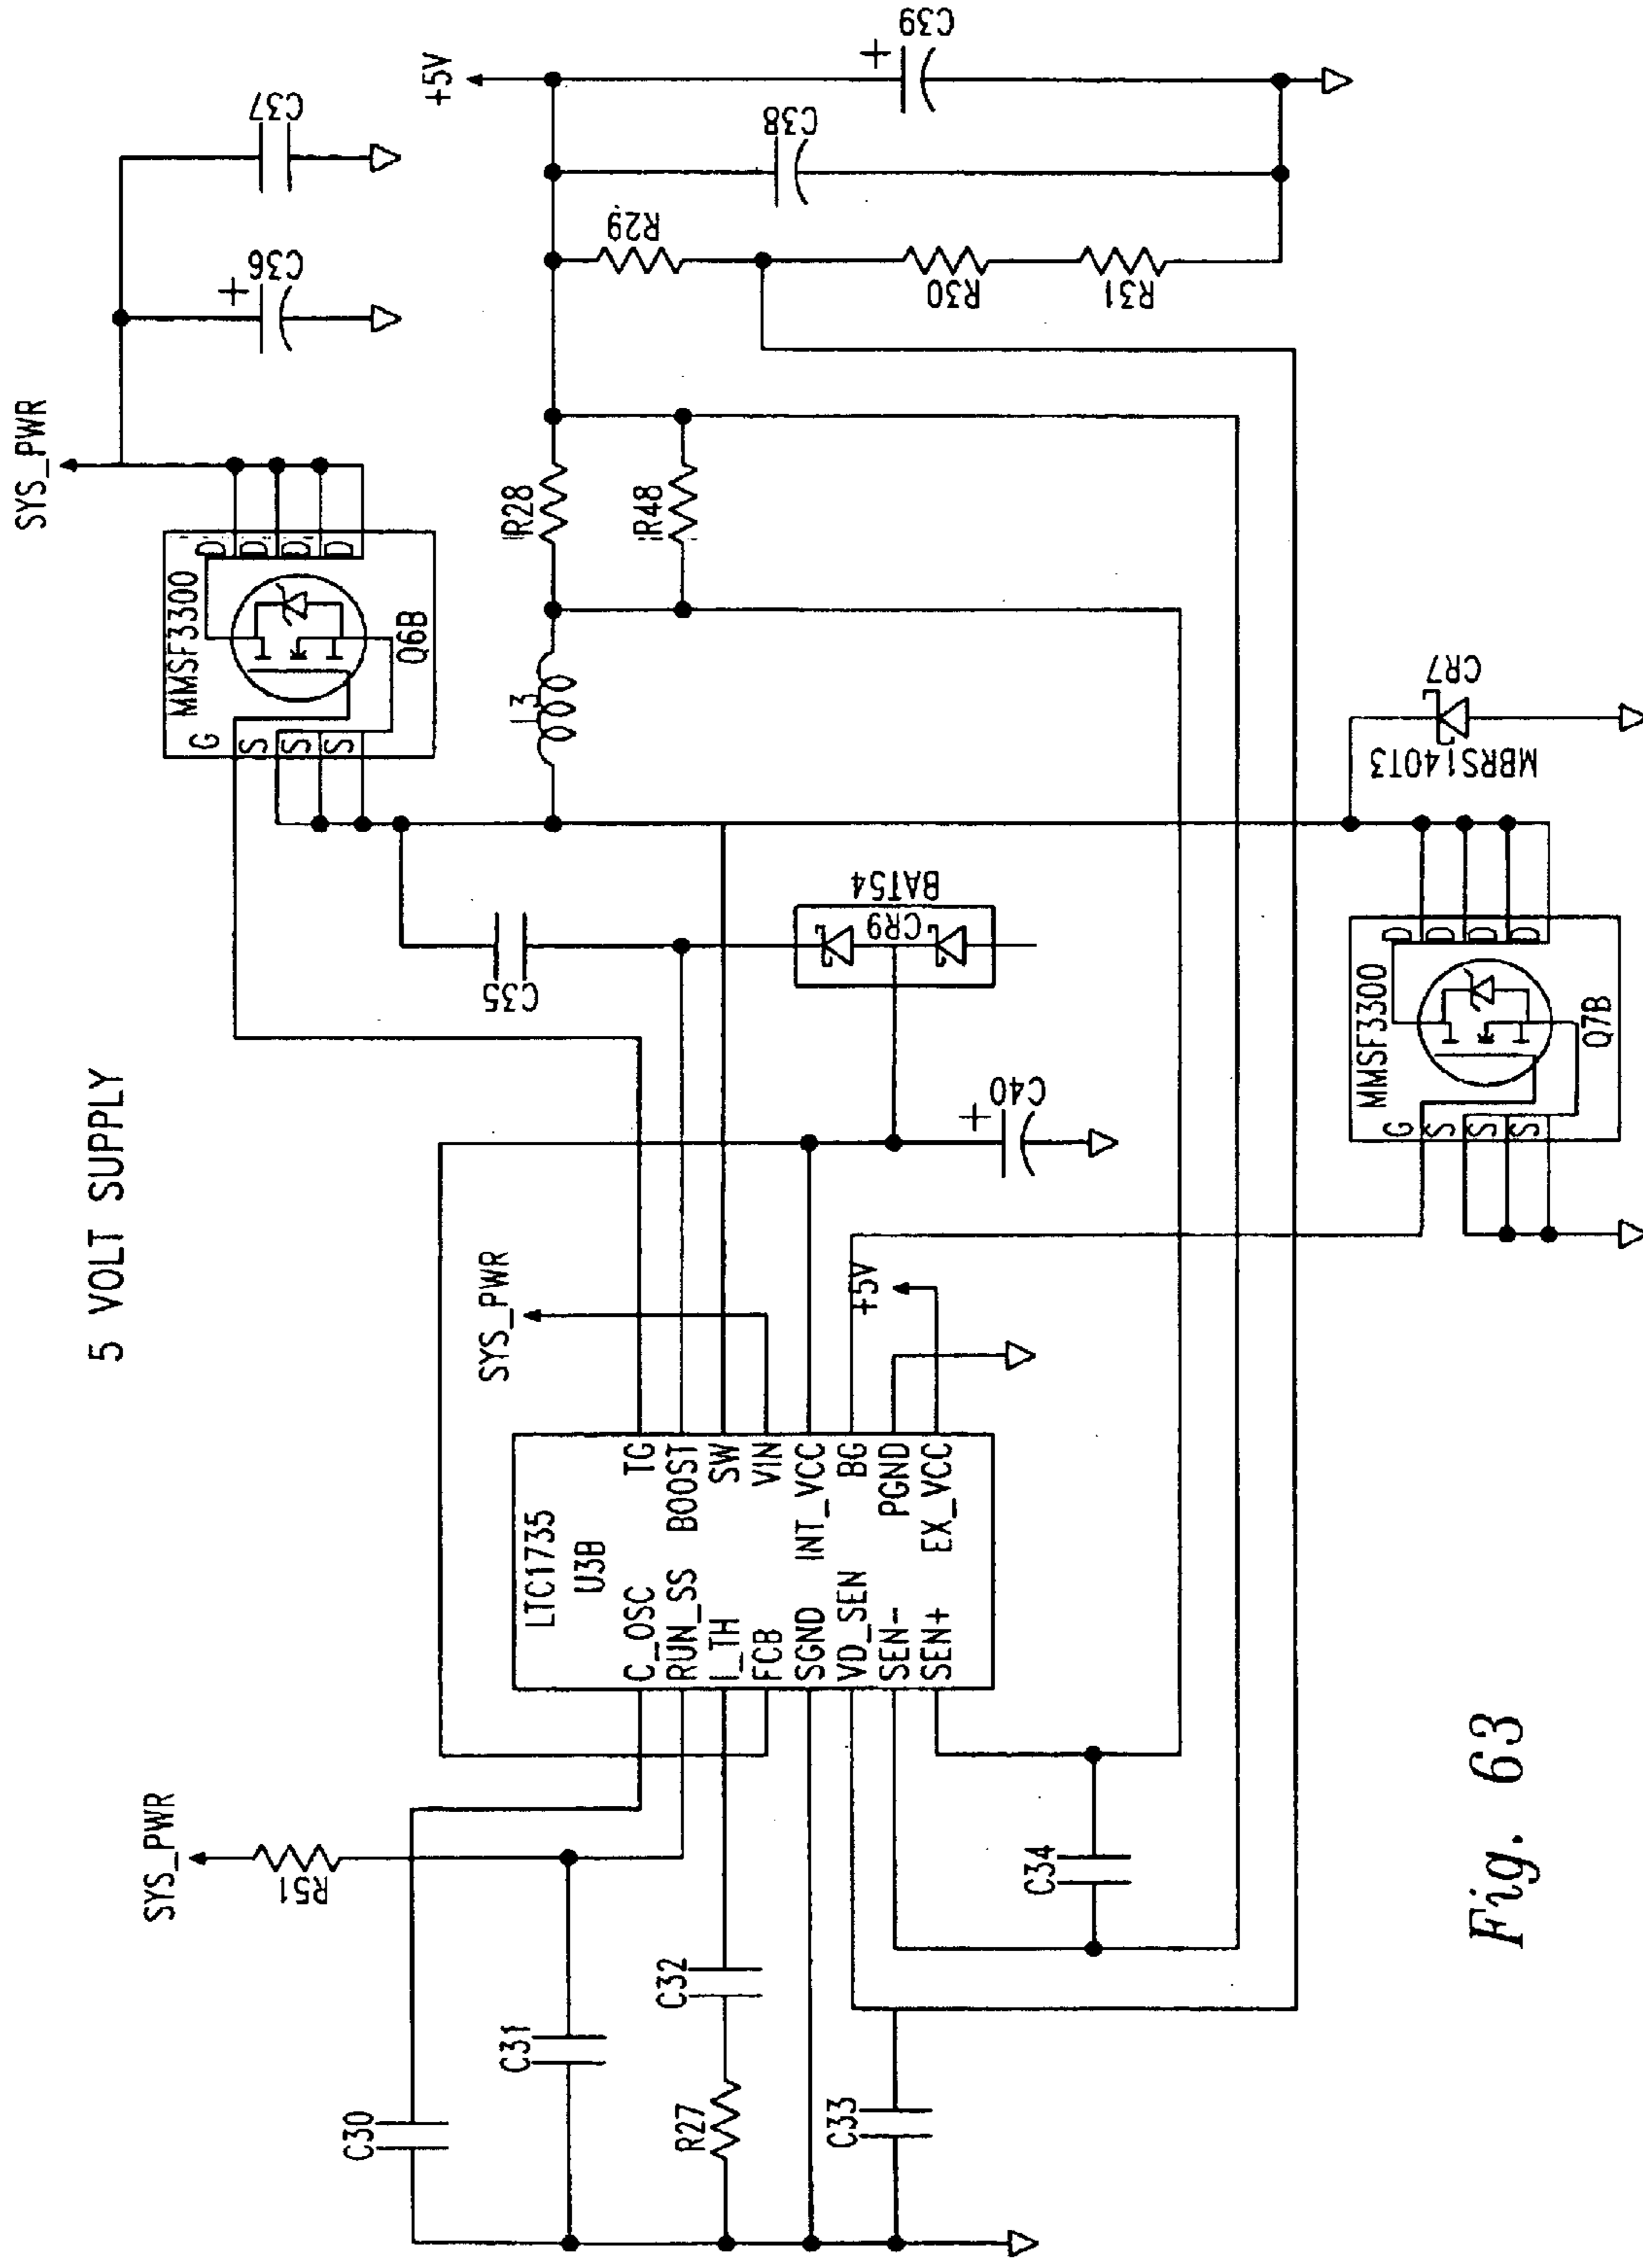 5 VOLT SUPPLY
SYS_PWR
R51
C30
C31
C32
R27
C33
C34
LTC1735
U3B
C_OSC
RUN_SS
I_TH
FCB
SGND
VD_SEN
SEN-
SEN+
TG
BOOST
SW
VIN
INT_VCC
BG
PGND
EX_VCC
SYS_PWR
+5V
+
C40
C35
BAT54
CR9
SYS_PWR
MMSF3300
G
S
S
S
D
D
D
D
Q6B
+
C36
C37
L3
R28
R48
+5V
R29
R30
R31
C38
+
C39
CR7
MBRS140T3
MMSF3300
G
S
S
S
D
D
D
D
Q7B
Fig. 63